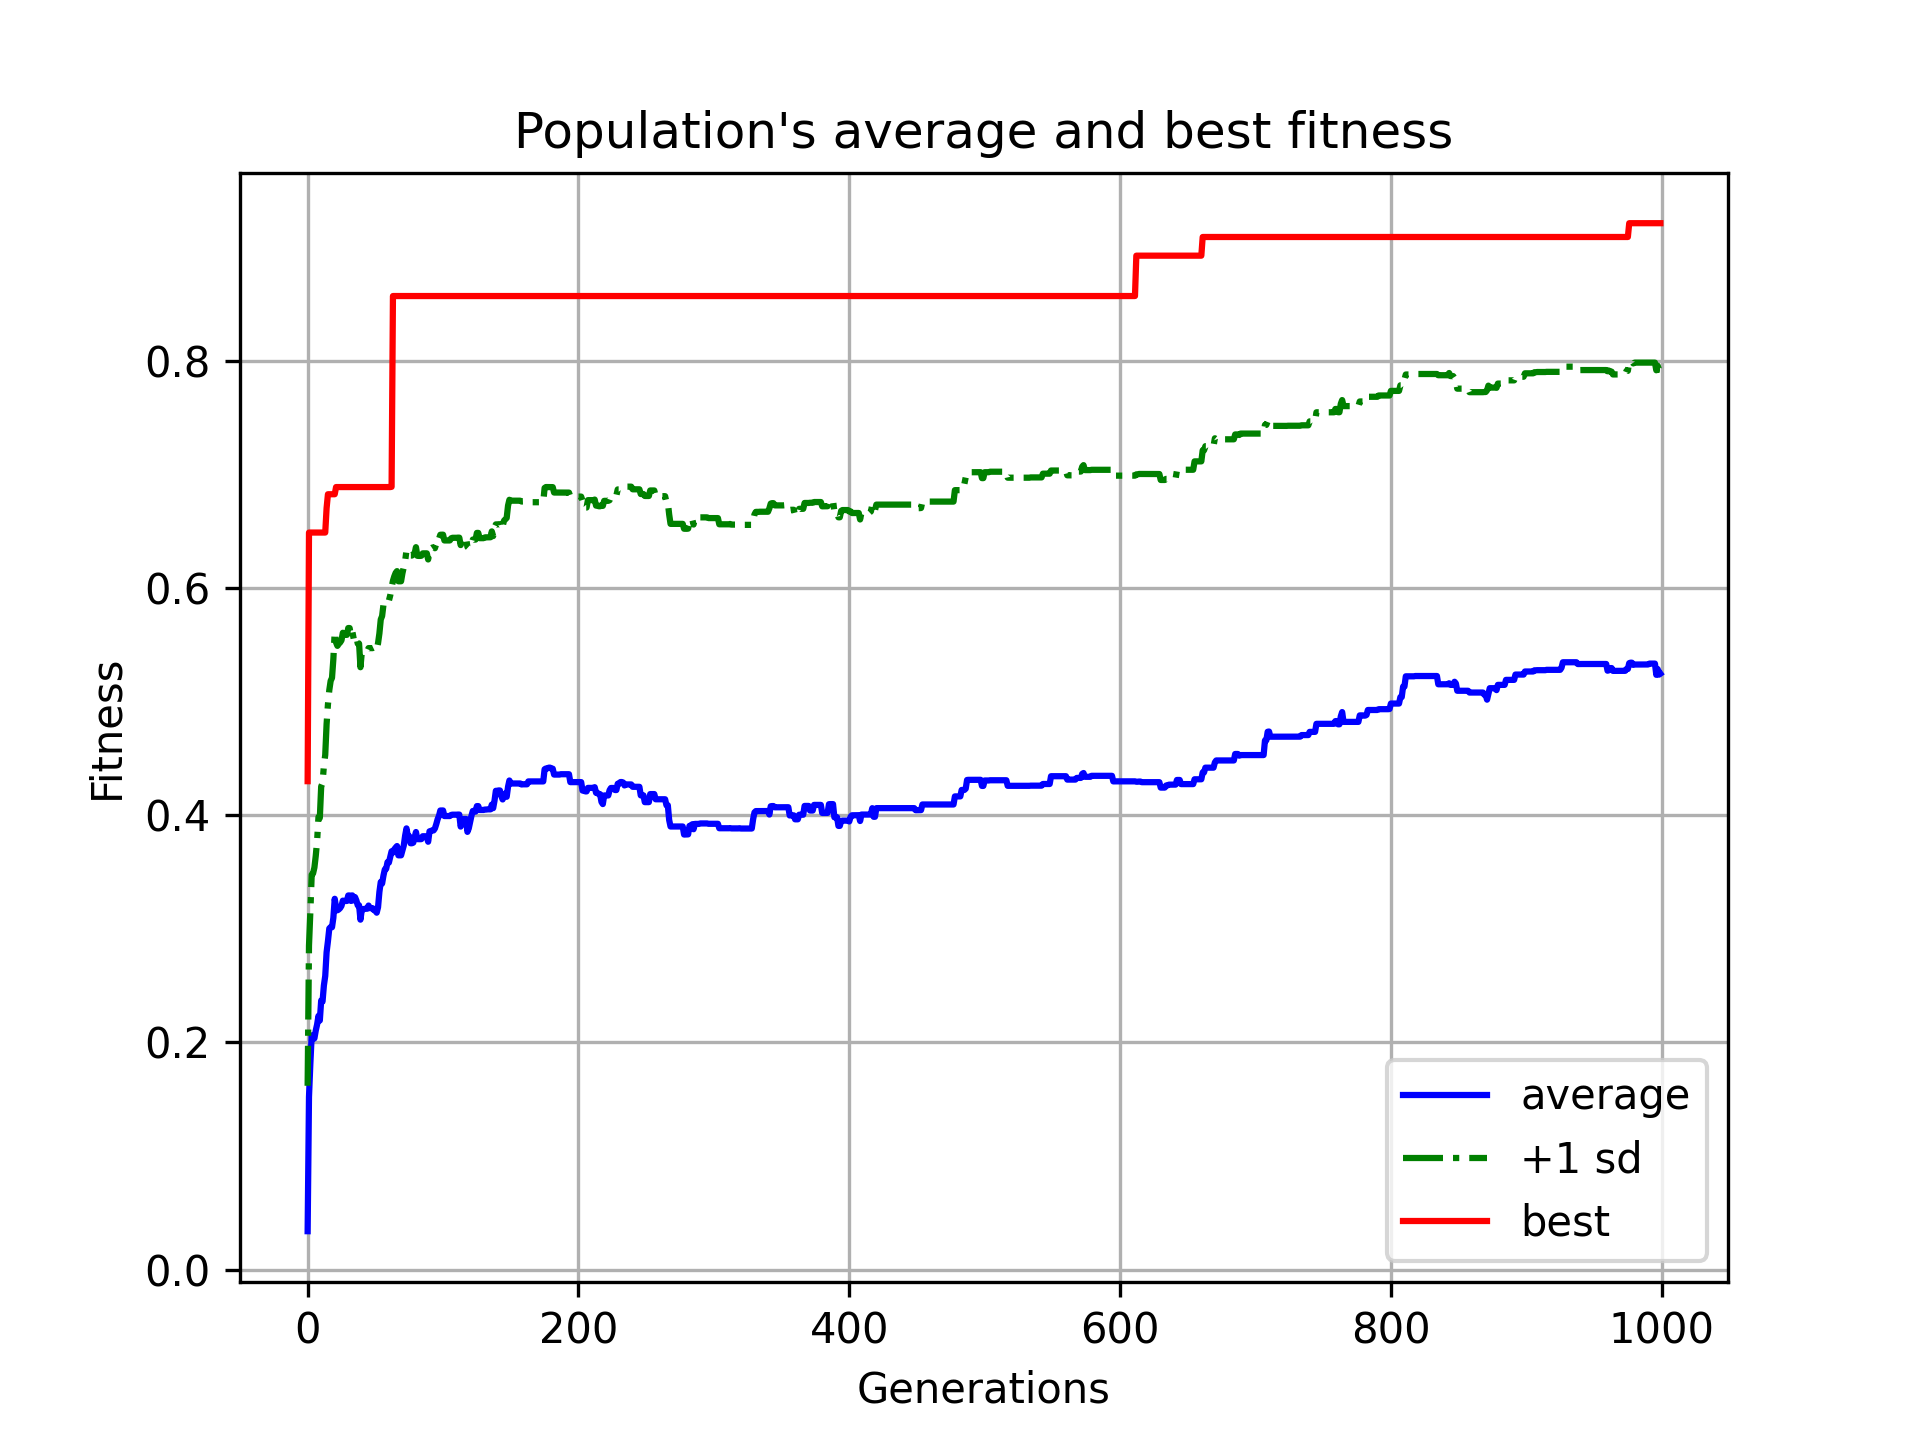 Population's average and best fitness
Fitness
0.8
0.6
0.4
0.2
0.0
average
+1 sd
best
0 200 400 600 800 1000
Generations